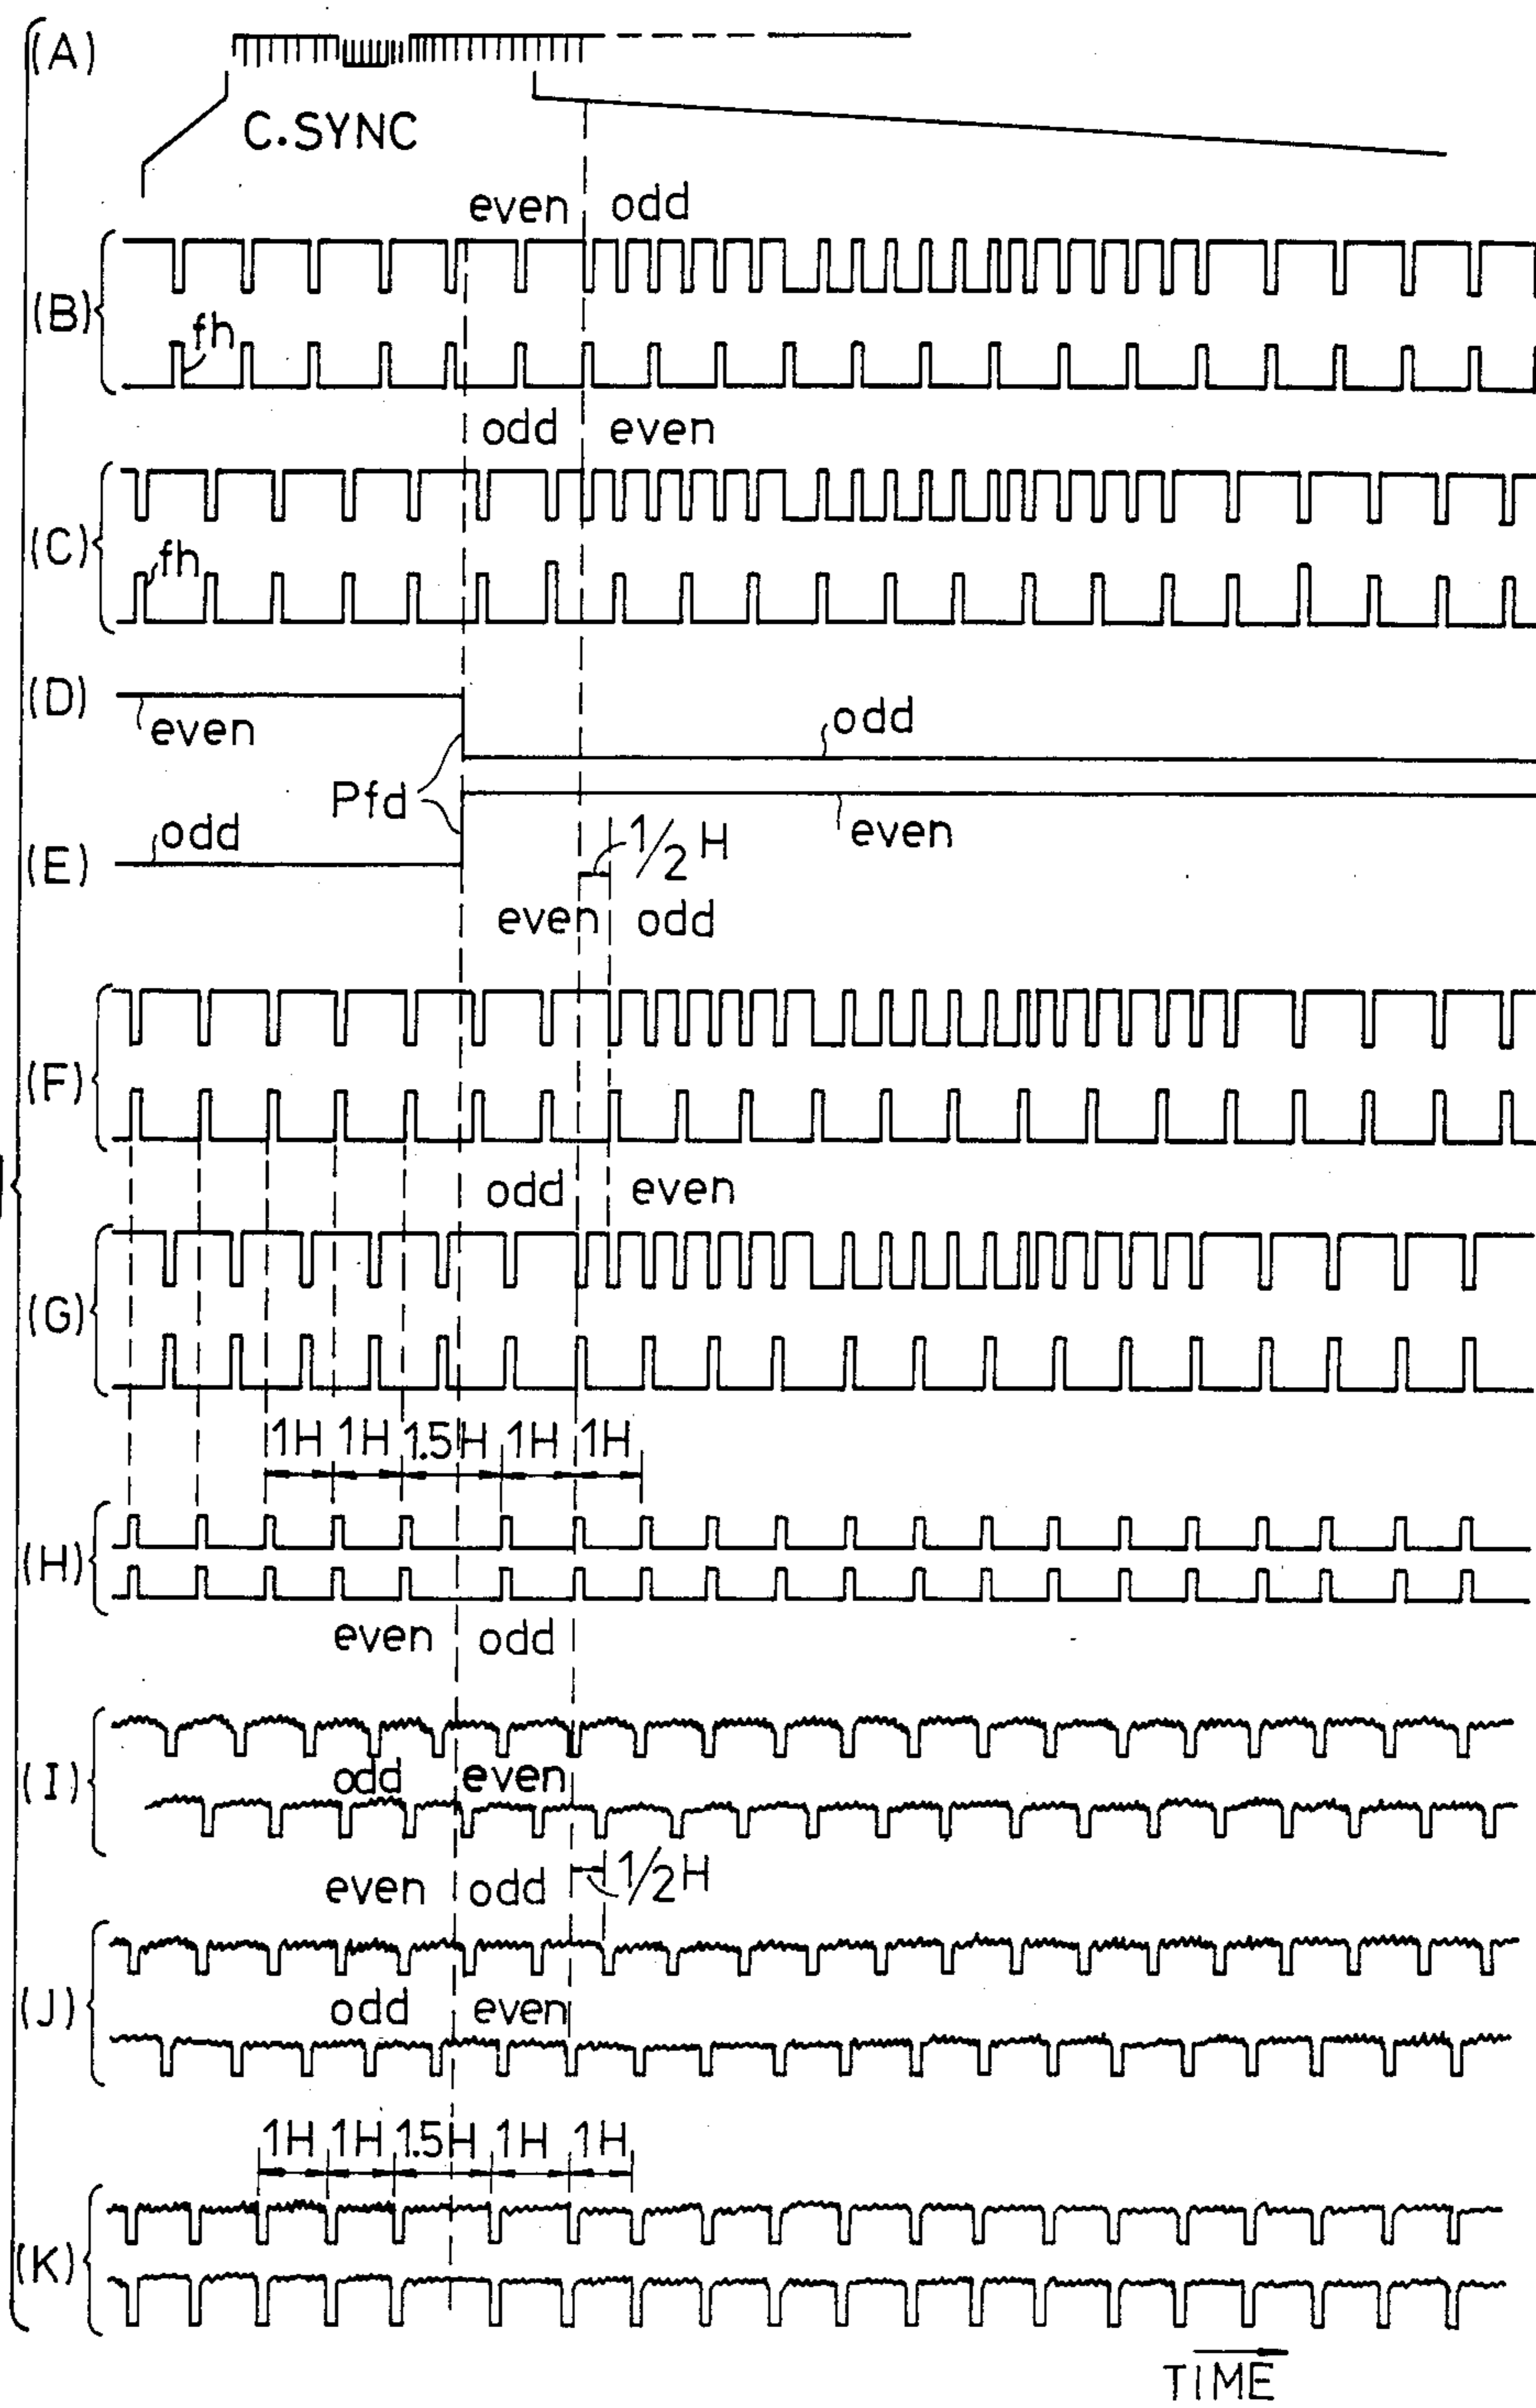 (A)
C.SYNC
even odd
(B)
fh
odd even
(C)
fh
(D)
even
odd
Pfd
odd
even
(E)
1/2 H
even odd
(F)
odd even
(G)
1H 1H 1.5H 1H 1H
(H)
even odd
(I)
odd even
1/2 H
even odd
(J)
odd even
1H 1H 1.5H 1H 1H
(K)
TIME